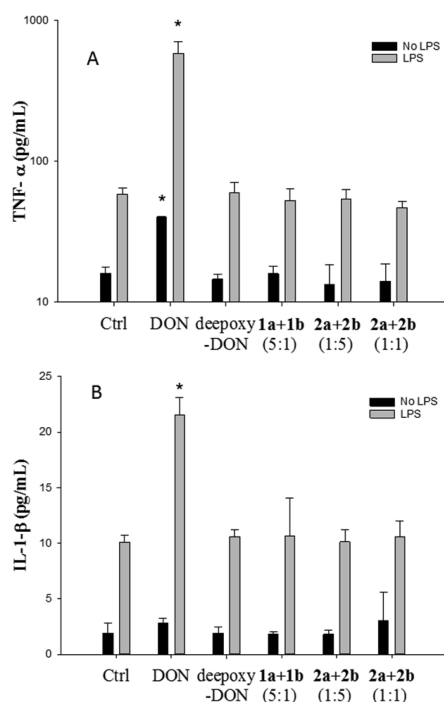 1000
A
*
No LPS
LPS
TNF- α (pg/mL)
100
*
10
Ctrl DON deepoxy 1a+1b 2a+2b 2a+2b
-DON (5:1) (1:5) (1:1)
25
B
*
No LPS
LPS
20
IL-1-β (pg/mL)
15
10
5
0
Ctrl DON deepoxy 1a+1b 2a+2b 2a+2b
-DON (5:1) (1:5) (1:1)